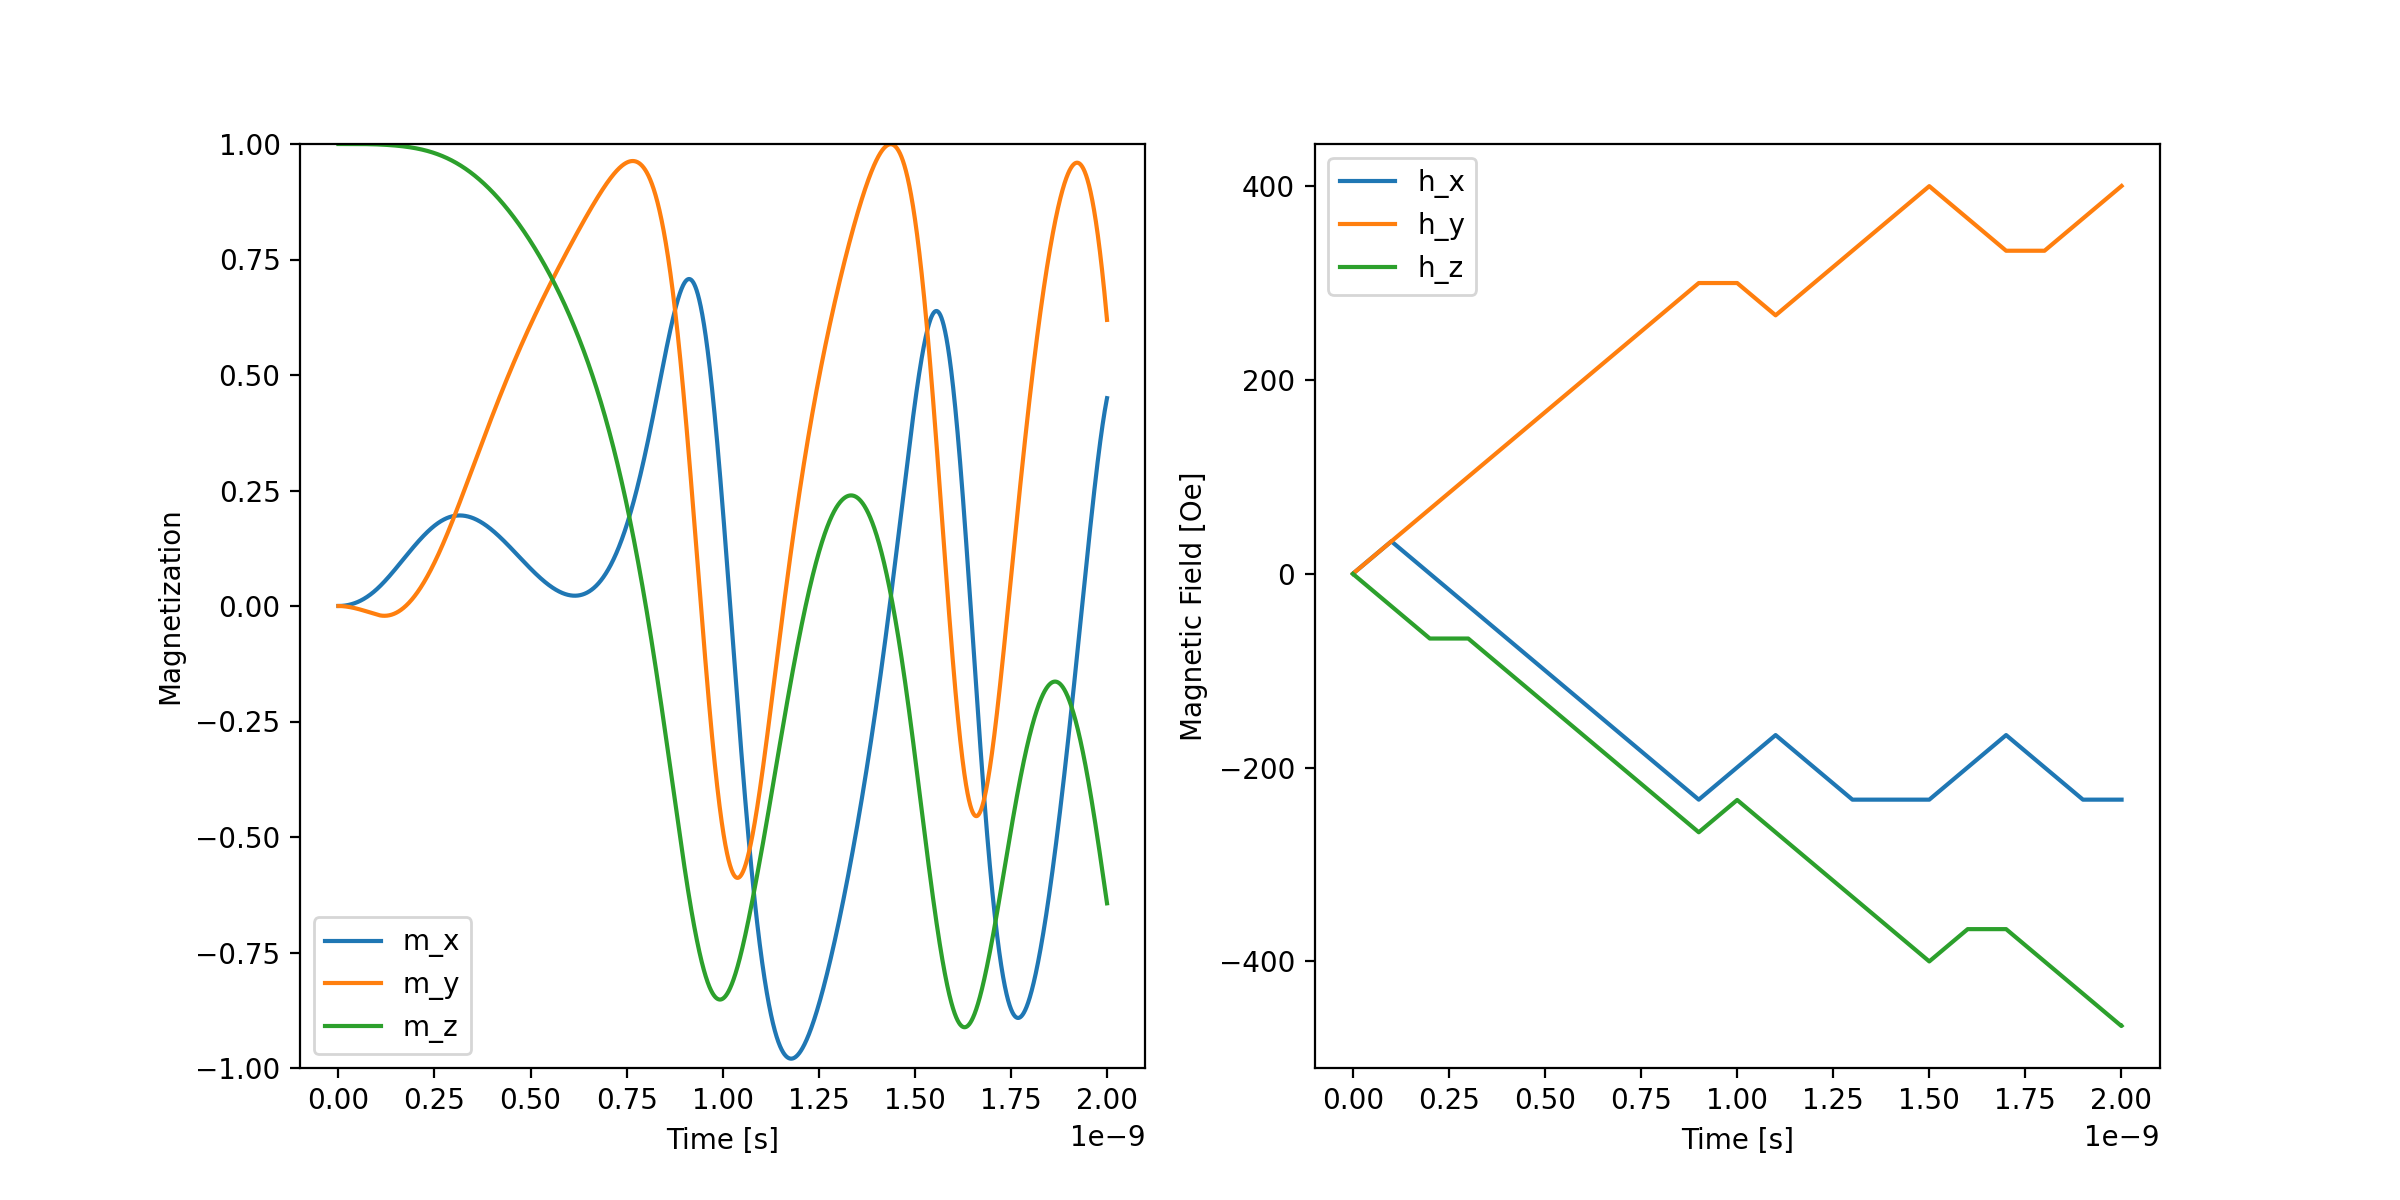 Magnetization
1.00
0.75
0.50
0.25
0.00
−0.25
−0.50
−0.75
−1.00
m_x
m_y
m_z
0.00 0.25 0.50 0.75 1.00 1.25 1.50 1.75 2.00
Time [s]
1e−9
Magnetic Field [Oe]
400
200
0
−200
−400
h_x
h_y
h_z
0.00 0.25 0.50 0.75 1.00 1.25 1.50 1.75 2.00
Time [s]
1e−9